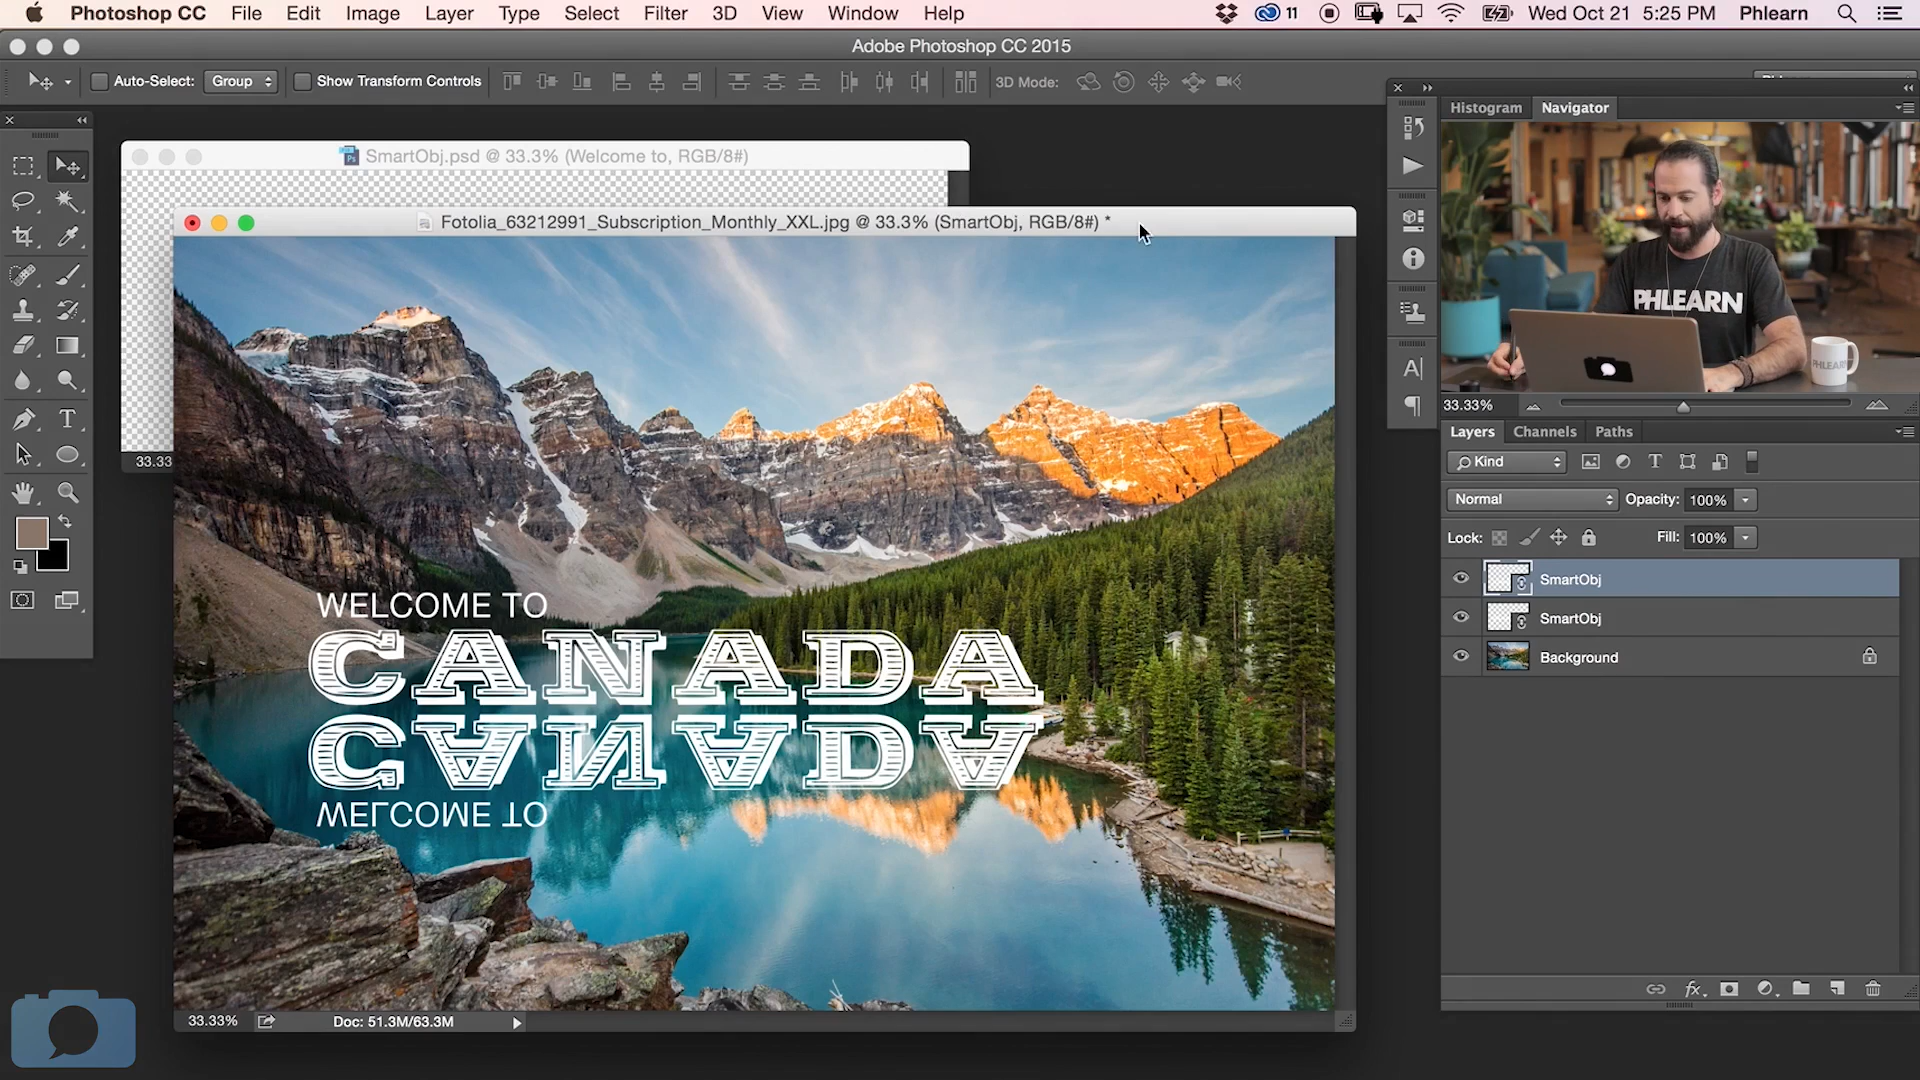 Photoshop CC File Edit Image Layer Type Select Filter 3D View Window Help 11 Wed Oct 21 5:25 PM Phlearn
Adobe Photoshop CC 2015
Auto-Select: Group Show Transform Controls 3D Mode:
Histogram Navigator
SmartObj.psd @ 33.3% (Welcome to, RGB/8#)
Fotolia_63212991_Subscription_Monthly_XXL.jpg @ 33.3% (SmartObj, RGB/8#) *
PHLEARN
PHLEARN
33.33%
Layers Channels Paths
33.33
Kind
Normal Opacity: 100%
Lock: Fill: 100%
SmartObj
SmartObj
Background
WELCOME TO
CANADA
CANADA
WELCOME TO
33.33% Doc: 51.3M/63.3M